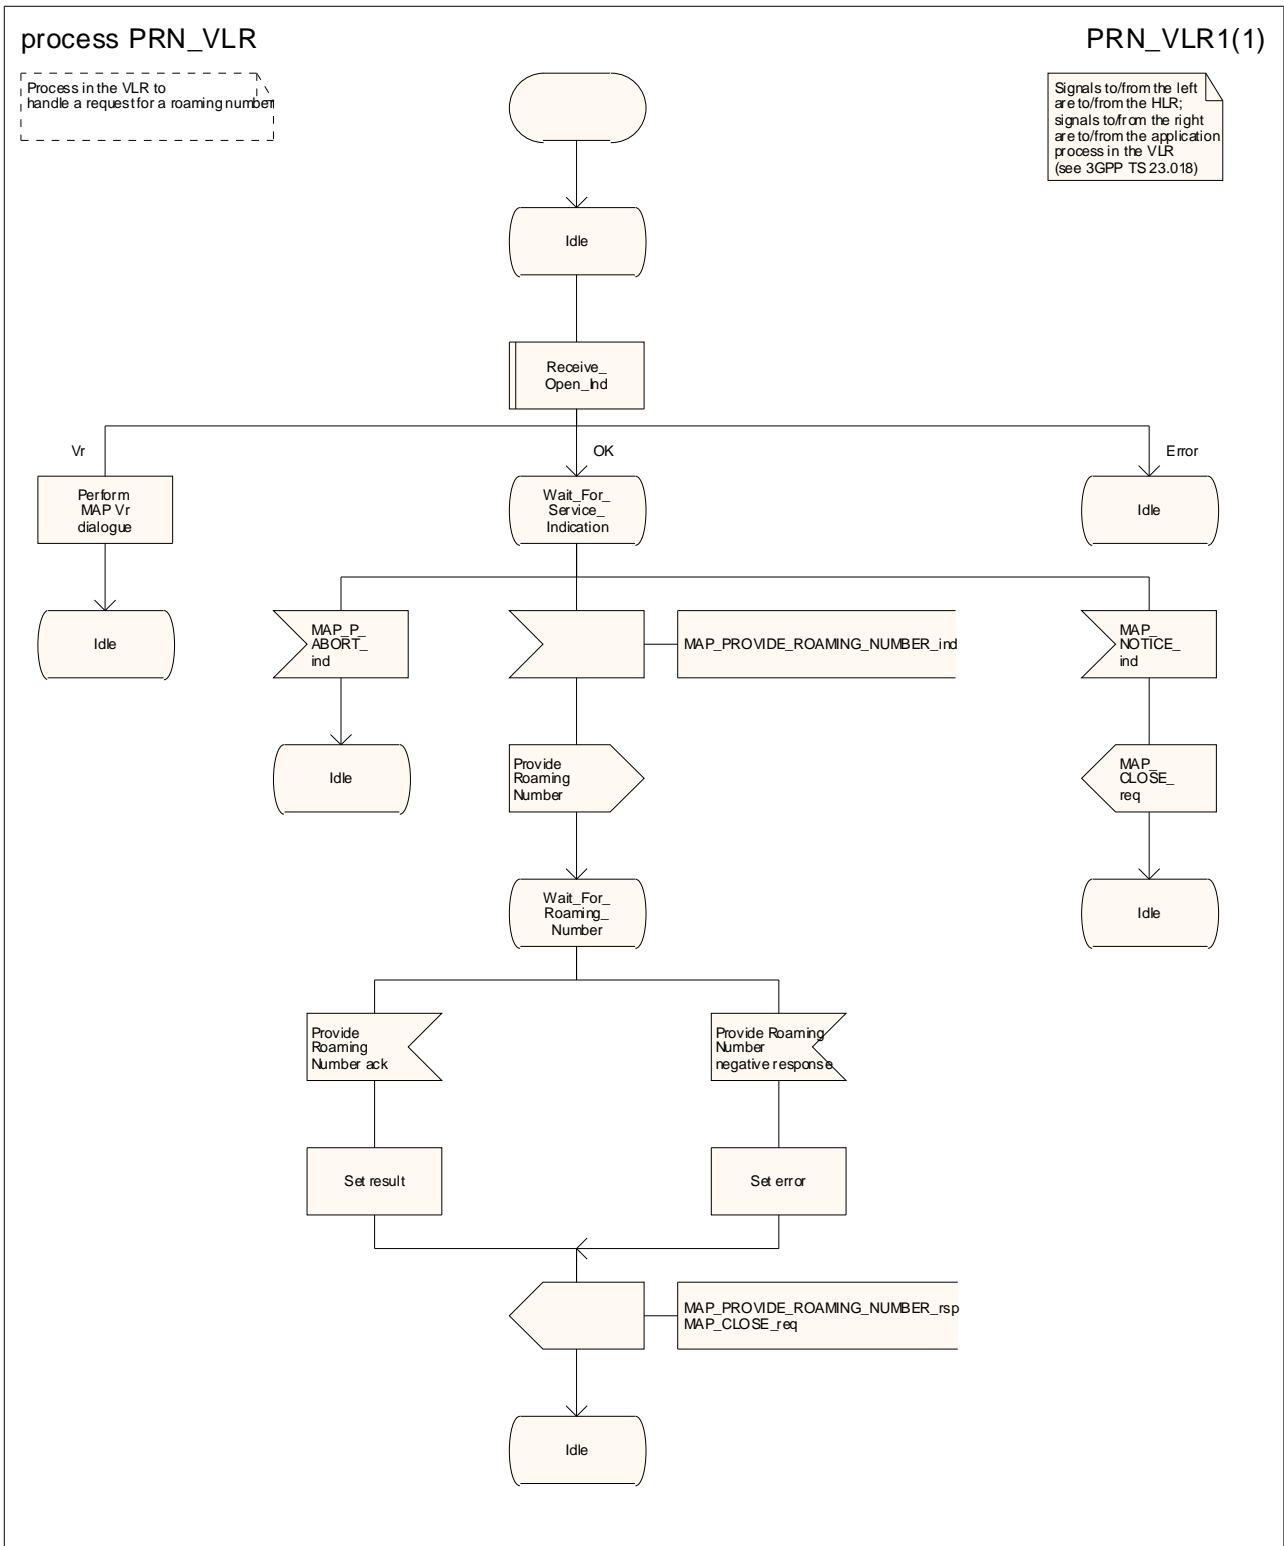 process PRN_VLR
PRN_VLR1(1)
Process in the VLR to
handle a request for a roaming number
Signals to/from the left
are to/from the HLR;
signals to/from the right
are to/from the application
process in the VLR
(see 3GPP TS 23.018)
Idle
Receive_
Open_Ind
Vr
OK
Error
Perform
MAP Vr
dialogue
Wait_For_
Service_
Indication
Idle
Idle
MAP_P_
ABORT_
ind
MAP_PROVIDE_ROAMING_NUMBER_ind
MAP_
NOTICE_
ind
Idle
Provide
Roaming
Number
MAP_
CLOSE_
req
Wait_For_
Roaming_
Number
Idle
Provide
Roaming
Number ack
Provide Roaming
Number
negative response
Set result
Set error
MAP_PROVIDE_ROAMING_NUMBER_rsp
MAP_CLOSE_req
Idle